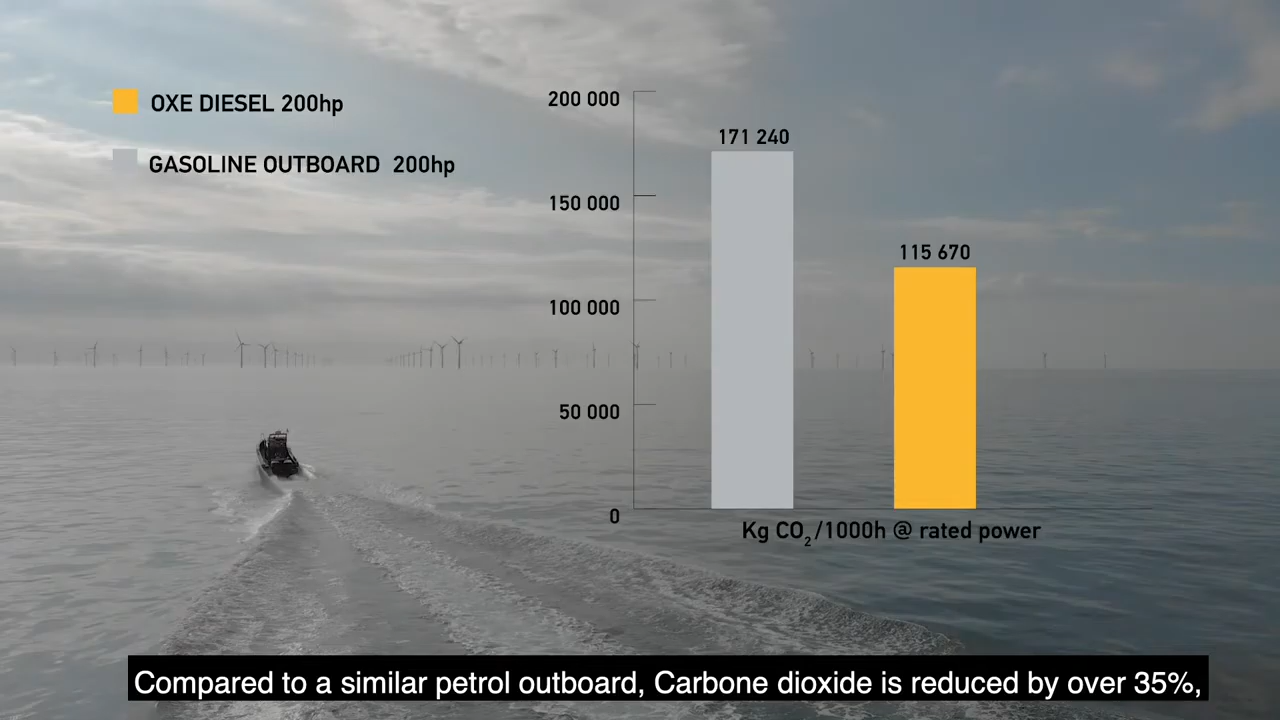 OXE DIESEL 200hp
GASOLINE OUTBOARD 200hp
200 000
150 000
100 000
50 000
0
171 240
115 670
Kg CO₂/1000h @ rated power
Compared to a similar petrol outboard, Carbone dioxide is reduced by over 35%,